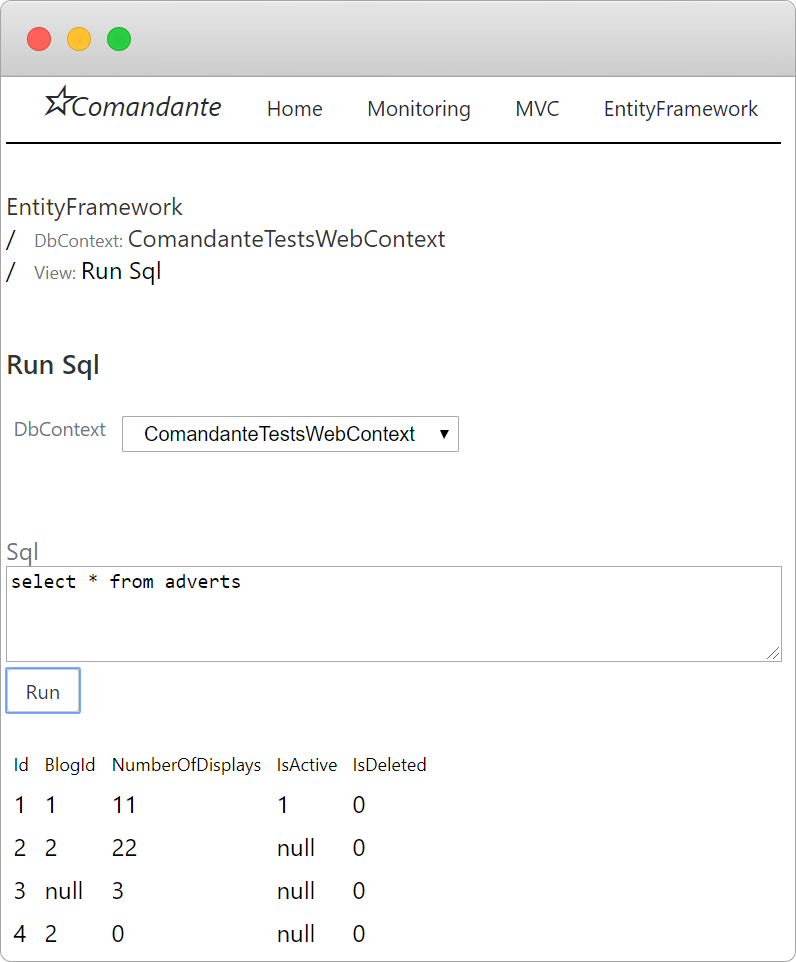 ☆Comandante Home Monitoring MVC EntityFramework
EntityFramework
/ DbContext: ComandanteTestsWebContext
/ View: Run Sql
Run Sql
DbContext ComandanteTestsWebContext ▼
Sql
select * from adverts
Run
Id BlogId NumberOfDisplays IsActive IsDeleted
1 1 11 1 0
2 2 22 null 0
3 null 3 null 0
4 2 0 null 0